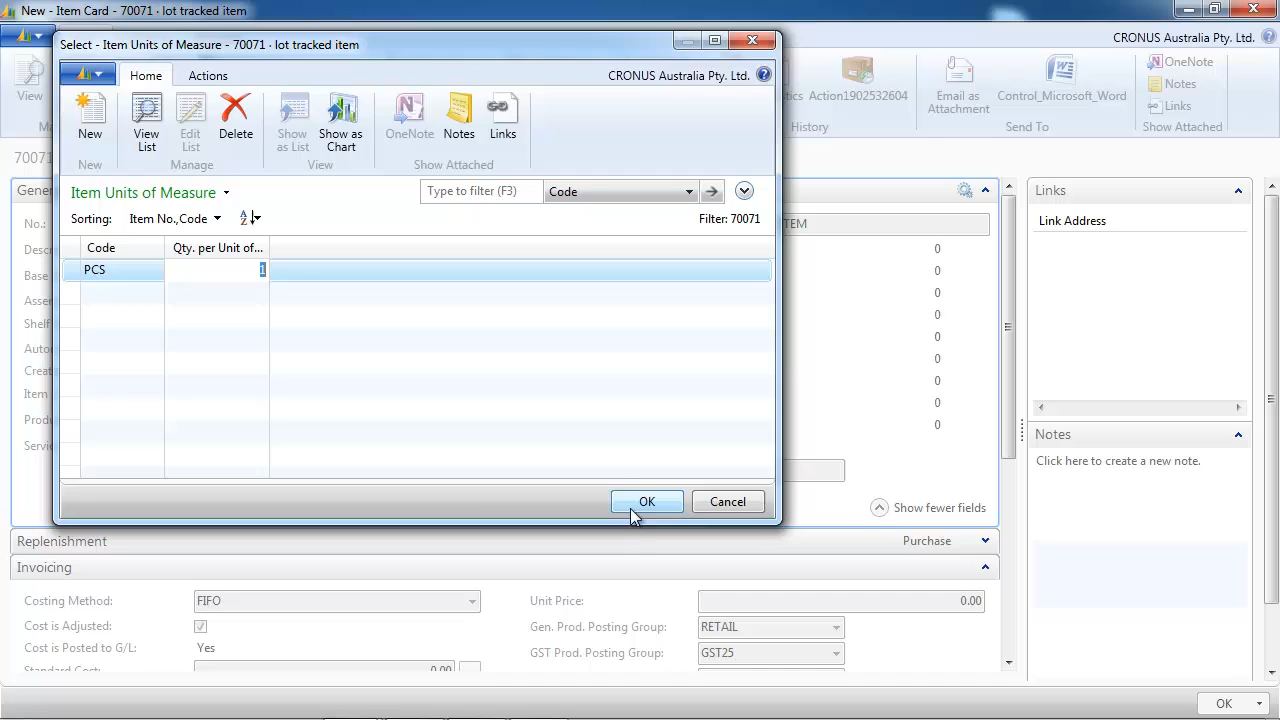 New - Item Card - 70071 · lot tracked item
CRONUS Australia Pty. Ltd.
View
Action1902532604
History
Email as
Attachment
Control_Microsoft_Word
Send To
OneNote
Notes
Links
Show Attached
Select - Item Units of Measure - 70071 · lot tracked item
Home
Actions
CRONUS Australia Pty. Ltd.
New
View
List
Edit
List
Delete
Show
as List
Show as
Chart
OneNote
Notes
Links
New
Manage
View
Show Attached
Item Units of Measure
Type to filter (F3)
Code
Sorting:
Item No.,Code
Filter: 70071
Code
Qty. per Unit of...
PCS
1
OK
Cancel
70071
No.:
Base
Shelf
Item
0
0
0
0
0
0
0
0
0
Show fewer fields
Links
Link Address
Notes
Click here to create a new note.
Replenishment
Purchase
Invoicing
Costing Method:
FIFO
Unit Price:
0.00
Cost is Adjusted:
Gen. Prod. Posting Group:
RETAIL
Cost is Posted to G/L:
Yes
GST Prod. Posting Group:
GST25
Standard Cost:
0.00
OK